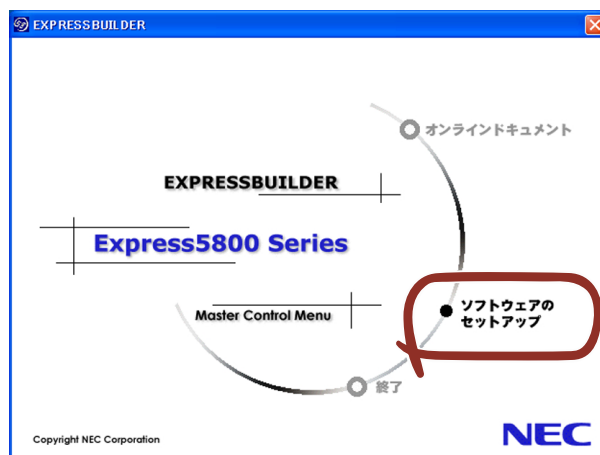 EXPRESSBUILDER
オンラインドキュメント
EXPRESSBUILDER
Express5800 Series
ソフトウェアの
セットアップ
Master Control Menu
終了
Copyright NEC Corporation
NEC